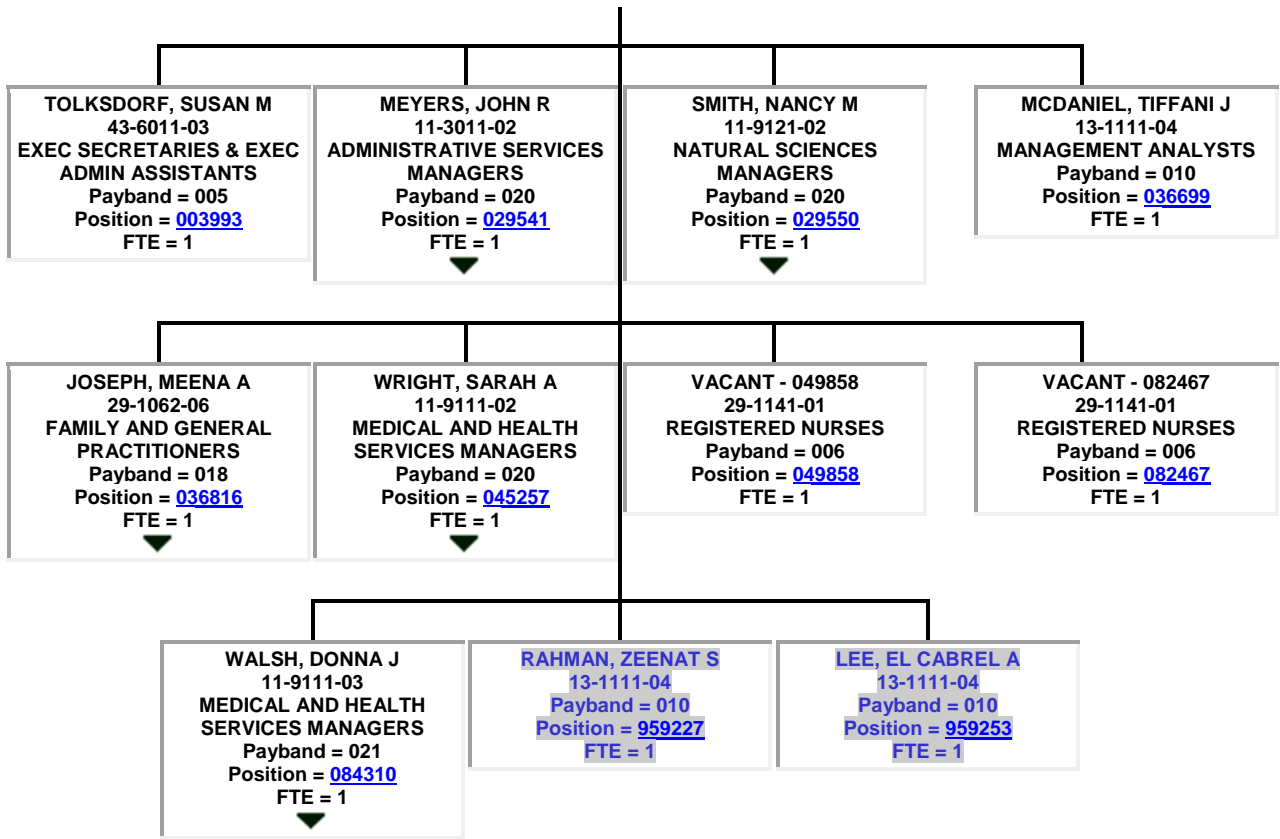 TOLKSDORF, SUSAN M
43-6011-03
EXEC SECRETARIES & EXEC
ADMIN ASSISTANTS
Payband = 005
Position = 003993
FTE = 1
MEYERS, JOHN R
11-3011-02
ADMINISTRATIVE SERVICES
MANAGERS
Payband = 020
Position = 029541
FTE = 1
SMITH, NANCY M
11-9121-02
NATURAL SCIENCES
MANAGERS
Payband = 020
Position = 029550
FTE = 1
MCDANIEL, TIFFANI J
13-1111-04
MANAGEMENT ANALYSTS
Payband = 010
Position = 036699
FTE = 1
JOSEPH, MEENA A
29-1062-06
FAMILY AND GENERAL
PRACTITIONERS
Payband = 018
Position = 036816
FTE = 1
WRIGHT, SARAH A
11-9111-02
MEDICAL AND HEALTH
SERVICES MANAGERS
Payband = 020
Position = 045257
FTE = 1
VACANT - 049858
29-1141-01
REGISTERED NURSES
Payband = 006
Position = 049858
FTE = 1
VACANT - 082467
29-1141-01
REGISTERED NURSES
Payband = 006
Position = 082467
FTE = 1
WALSH, DONNA J
11-9111-03
MEDICAL AND HEALTH
SERVICES MANAGERS
Payband = 021
Position = 084310
FTE = 1
RAHMAN, ZEENAT S
13-1111-04
Payband = 010
Position = 959227
FTE = 1
LEE, EL CABREL A
13-1111-04
Payband = 010
Position = 959253
FTE = 1